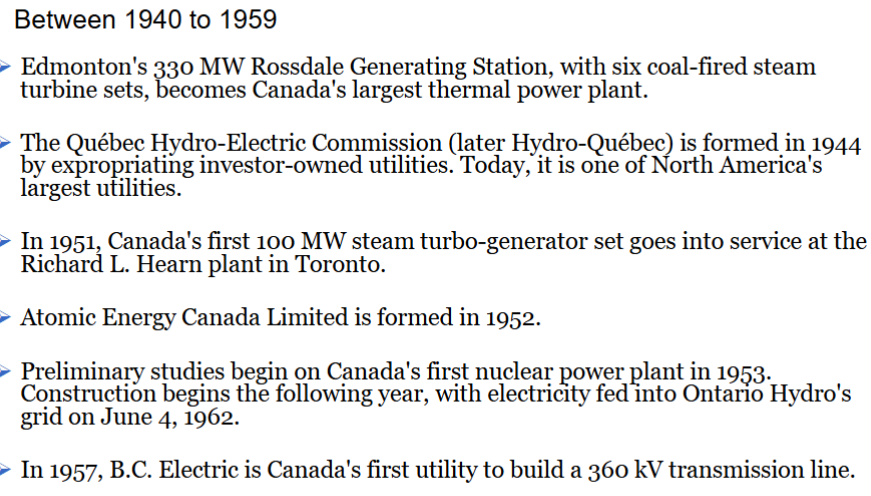 Between 1940 to 1959
Edmonton's 330 MW Rossdale Generating Station, with six coal-fired steam
turbine sets, becomes Canada's largest thermal power plant.
The Québec Hydro-Electric Commission (later Hydro-Québec) is formed in 1944
by expropriating investor-owned utilities. Today, it is one of North America's
largest utilities.
In 1951, Canada's first 100 MW steam turbo-generator set goes into service at the
Richard L. Hearn plant in Toronto.
Atomic Energy Canada Limited is formed in 1952.
Preliminary studies begin on Canada's first nuclear power plant in 1953.
Construction begins the following year, with electricity fed into Ontario Hydro's
grid on June 4, 1962.
In 1957, B.C. Electric is Canada's first utility to build a 360 kV transmission line.